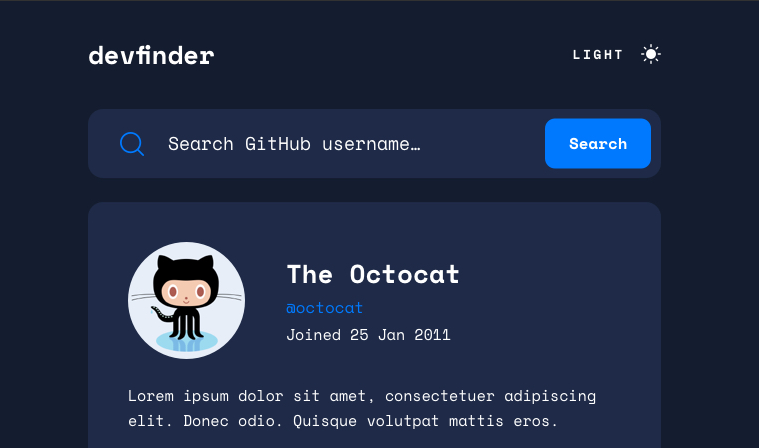 devfinder
LIGHT
Search GitHub username…
Search
The Octocat
@octocat
Joined 25 Jan 2011
Lorem ipsum dolor sit amet, consectetuer adipiscing
elit. Donec odio. Quisque volutpat mattis eros.